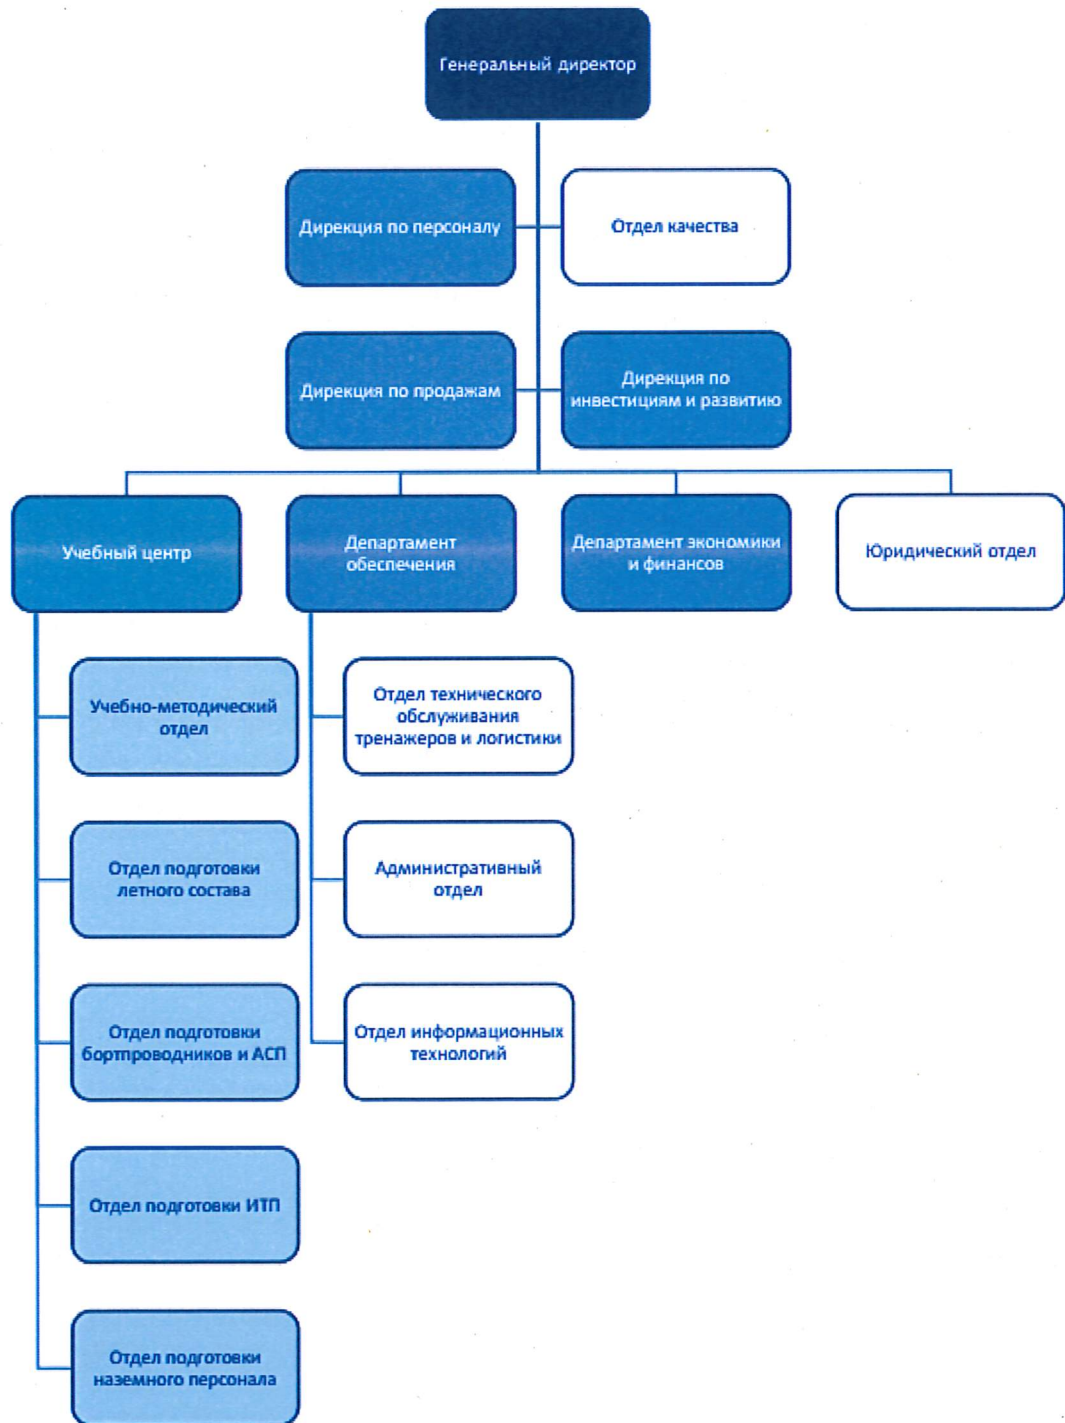 Генеральный директор
Дирекция по персоналу
Отдел качества
Дирекция по продажам
Дирекция по
инвестициям и развитию
Учебный центр
Департамент
обеспечения
Департамент экономики
и финансов
Юридический отдел
Учебно-методический
отдел
Отдел технического
обслуживания
тренажеров и логистики
Отдел подготовки
летного состава
Административный
отдел
Отдел подготовки
бортпроводников и АСП
Отдел информационных
технологий
Отдел подготовки ИТП
Отдел подготовки
наземного персонала